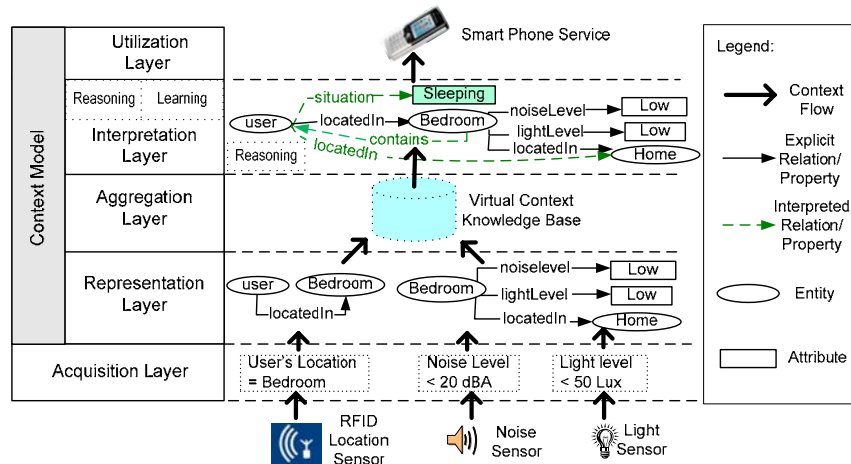 Utilization
Layer
Smart Phone Service
Legend:
Context
Flow
Explicit
Relation/
Property
Interpreted
Relation/
Property
Entity
Attribute
Context Model
Reasoning
Learning
Interpretation
Layer
Reasoning
situation
Sleeping
user
locatedIn
Bedroom
noiseLevel
Low
lightLevel
Low
contains
locatedIn
locatedIn
Home
Aggregation
Layer
Virtual Context
Knowledge Base
Representation
Layer
user
Bedroom
locatedIn
Bedroom
noiselevel
Low
lightLevel
Low
locatedIn
Home
Acquisition Layer
User's Location
= Bedroom
Noise Level
< 20 dBA
Light level
< 50 Lux
RFID
Location
Sensor
Noise
Sensor
Light
Sensor